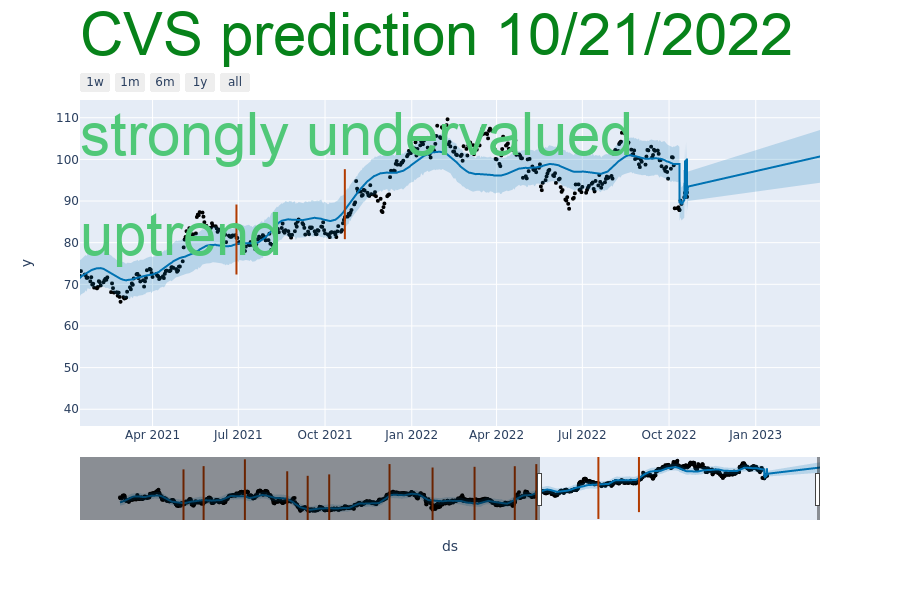 CVS prediction 10/21/2022
1w 1m 6m 1y all
strongly undervalued
uptrend
110
100
90
80
70
60
50
40
y
Apr 2021 Jul 2021 Oct 2021 Jan 2022 Apr 2022 Jul 2022 Oct 2022 Jan 2023
ds